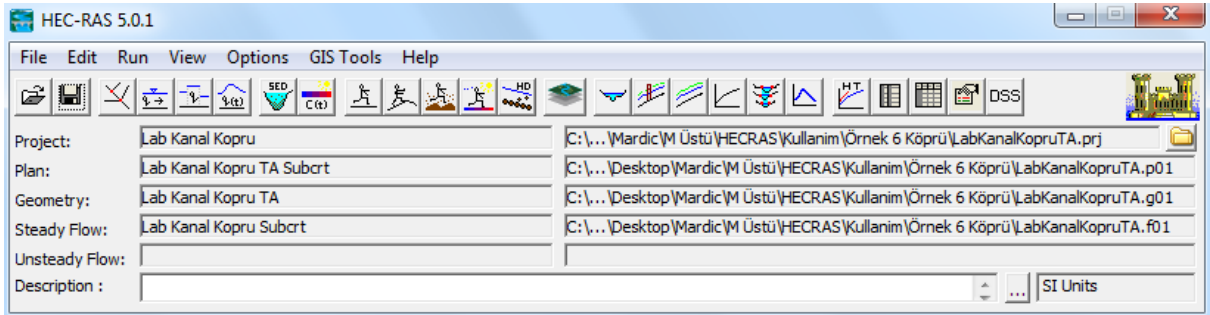 HEC-RAS 5.0.1
File Edit Run View Options GIS Tools Help
SED C(t) HD HT DSS
Project: Lab Kanal Kopru C:\...\Mardic\M Üstü\HECRAS\Kullanim\Örnek 6 Köprü\LabKanalKopruTA.prj
Plan: Lab Kanal Kopru TA Subcrt C:\...\Desktop\Mardic\M Üstü\HECRAS\Kullanim\Örnek 6 Köprü\LabKanalKopruTA.p01
Geometry: Lab Kanal Kopru TA C:\...\Desktop\Mardic\M Üstü\HECRAS\Kullanim\Örnek 6 Köprü\LabKanalKopruTA.g01
Steady Flow: Lab Kanal Kopru Subcrt C:\...\Desktop\Mardic\M Üstü\HECRAS\Kullanim\Örnek 6 Köprü\LabKanalKopruTA.f01
Unsteady Flow:
Description : ... SI Units